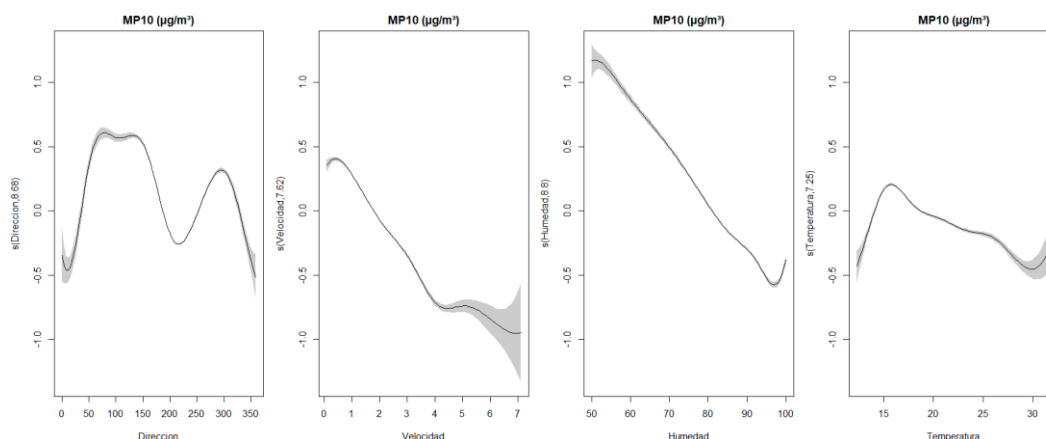 MP10 (µg/m³)
s(Direccion,8.68)
1.0
0.5
0.0
-0.5
-1.0
0 50 100 150 200 250 300 350
Direccion
MP10 (µg/m³)
s(Velocidad,7.62)
1.0
0.5
0.0
-0.5
-1.0
0 1 2 3 4 5 6 7
Velocidad
MP10 (µg/m³)
s(Humedad,8.8)
1.0
0.5
0.0
-0.5
-1.0
50 60 70 80 90 100
Humedad
MP10 (µg/m³)
s(Temperatura,7.25)
1.0
0.5
0.0
-0.5
-1.0
15 20 25 30
Temperatura